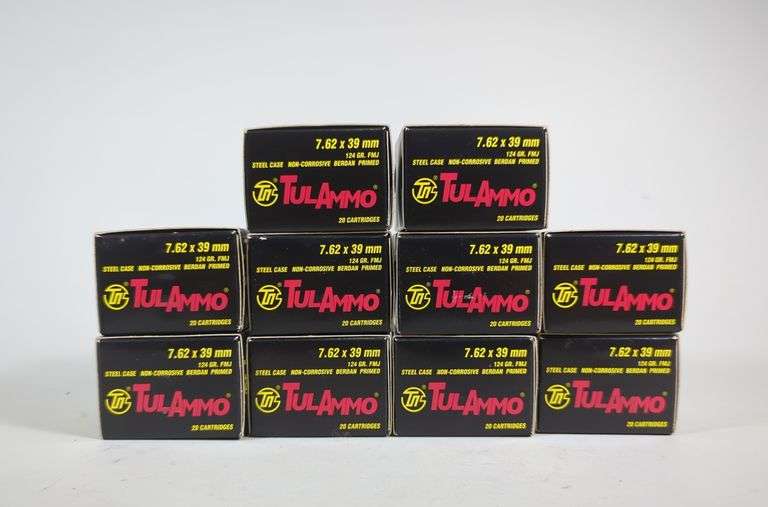 7.62 x 39 mm
124 GR. FMJ
STEEL CASE NON-CORROSIVE BERDAN PRIMED
TULAMMO®
20 CARTRIDGES
7.62 x 39 mm
124 GR. FMJ
STEEL CASE NON-CORROSIVE BERDAN PRIMED
TULAMMO®
20 CARTRIDGES
7.62 x 39 mm
124 GR. FMJ
STEEL CASE NON-CORROSIVE BERDAN PRIMED
TULAMMO®
20 CARTRIDGES
7.62 x 39 mm
124 GR. FMJ
STEEL CASE NON-CORROSIVE BERDAN PRIMED
TULAMMO®
20 CARTRIDGES
7.62 x 39 mm
124 GR. FMJ
STEEL CASE NON-CORROSIVE BERDAN PRIMED
TULAMMO®
20 CARTRIDGES
7.62 x 39 mm
124 GR. FMJ
STEEL CASE NON-CORROSIVE BERDAN PRIMED
TULAMMO®
20 CARTRIDGES
7.62 x 39 mm
124 GR. FMJ
STEEL CASE NON-CORROSIVE BERDAN PRIMED
TULAMMO®
20 CARTRIDGES
7.62 x 39 mm
124 GR. FMJ
STEEL CASE NON-CORROSIVE BERDAN PRIMED
TULAMMO®
20 CARTRIDGES
7.62 x 39 mm
124 GR. FMJ
STEEL CASE NON-CORROSIVE BERDAN PRIMED
TULAMMO®
20 CARTRIDGES
7.62 x 39 mm
124 GR. FMJ
STEEL CASE NON-CORROSIVE BERDAN PRIMED
TULAMMO®
20 CARTRIDGES